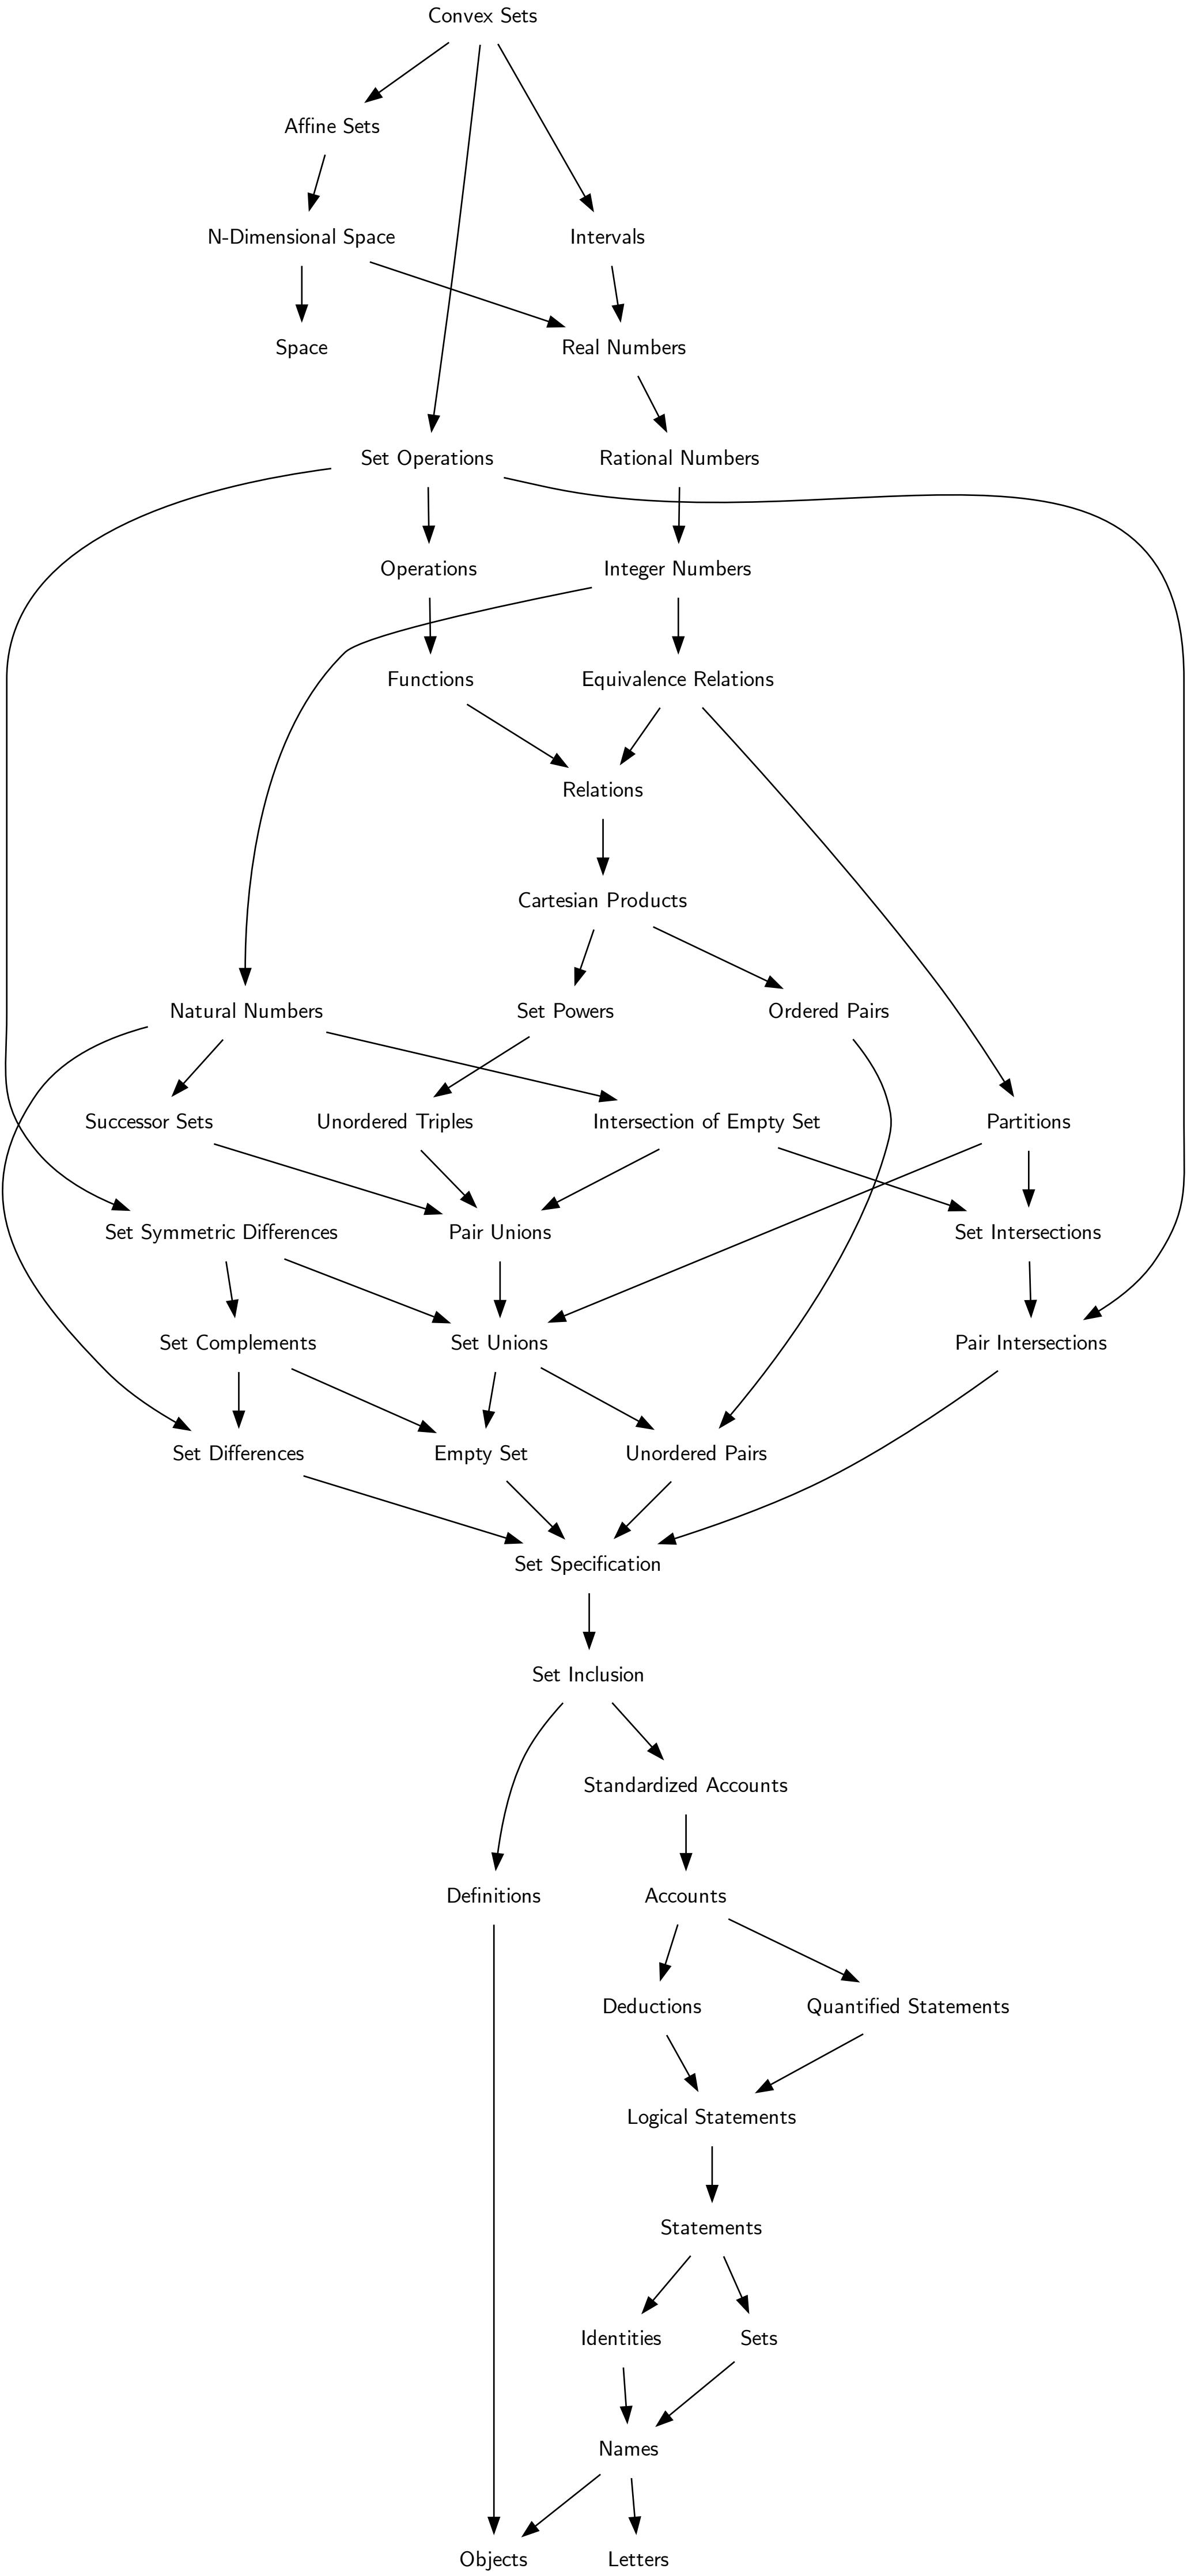 Convex Sets
Affine Sets
N-Dimensional Space
Intervals
Space
Real Numbers
Set Operations
Rational Numbers
Operations
Integer Numbers
Functions
Equivalence Relations
Relations
Cartesian Products
Natural Numbers
Set Powers
Ordered Pairs
Successor Sets
Unordered Triples
Intersection of Empty Set
Partitions
Set Symmetric Differences
Pair Unions
Set Intersections
Set Complements
Set Unions
Pair Intersections
Set Differences
Empty Set
Unordered Pairs
Set Specification
Set Inclusion
Standardized Accounts
Definitions
Accounts
Deductions
Quantified Statements
Logical Statements
Statements
Identities
Sets
Names
Objects
Letters